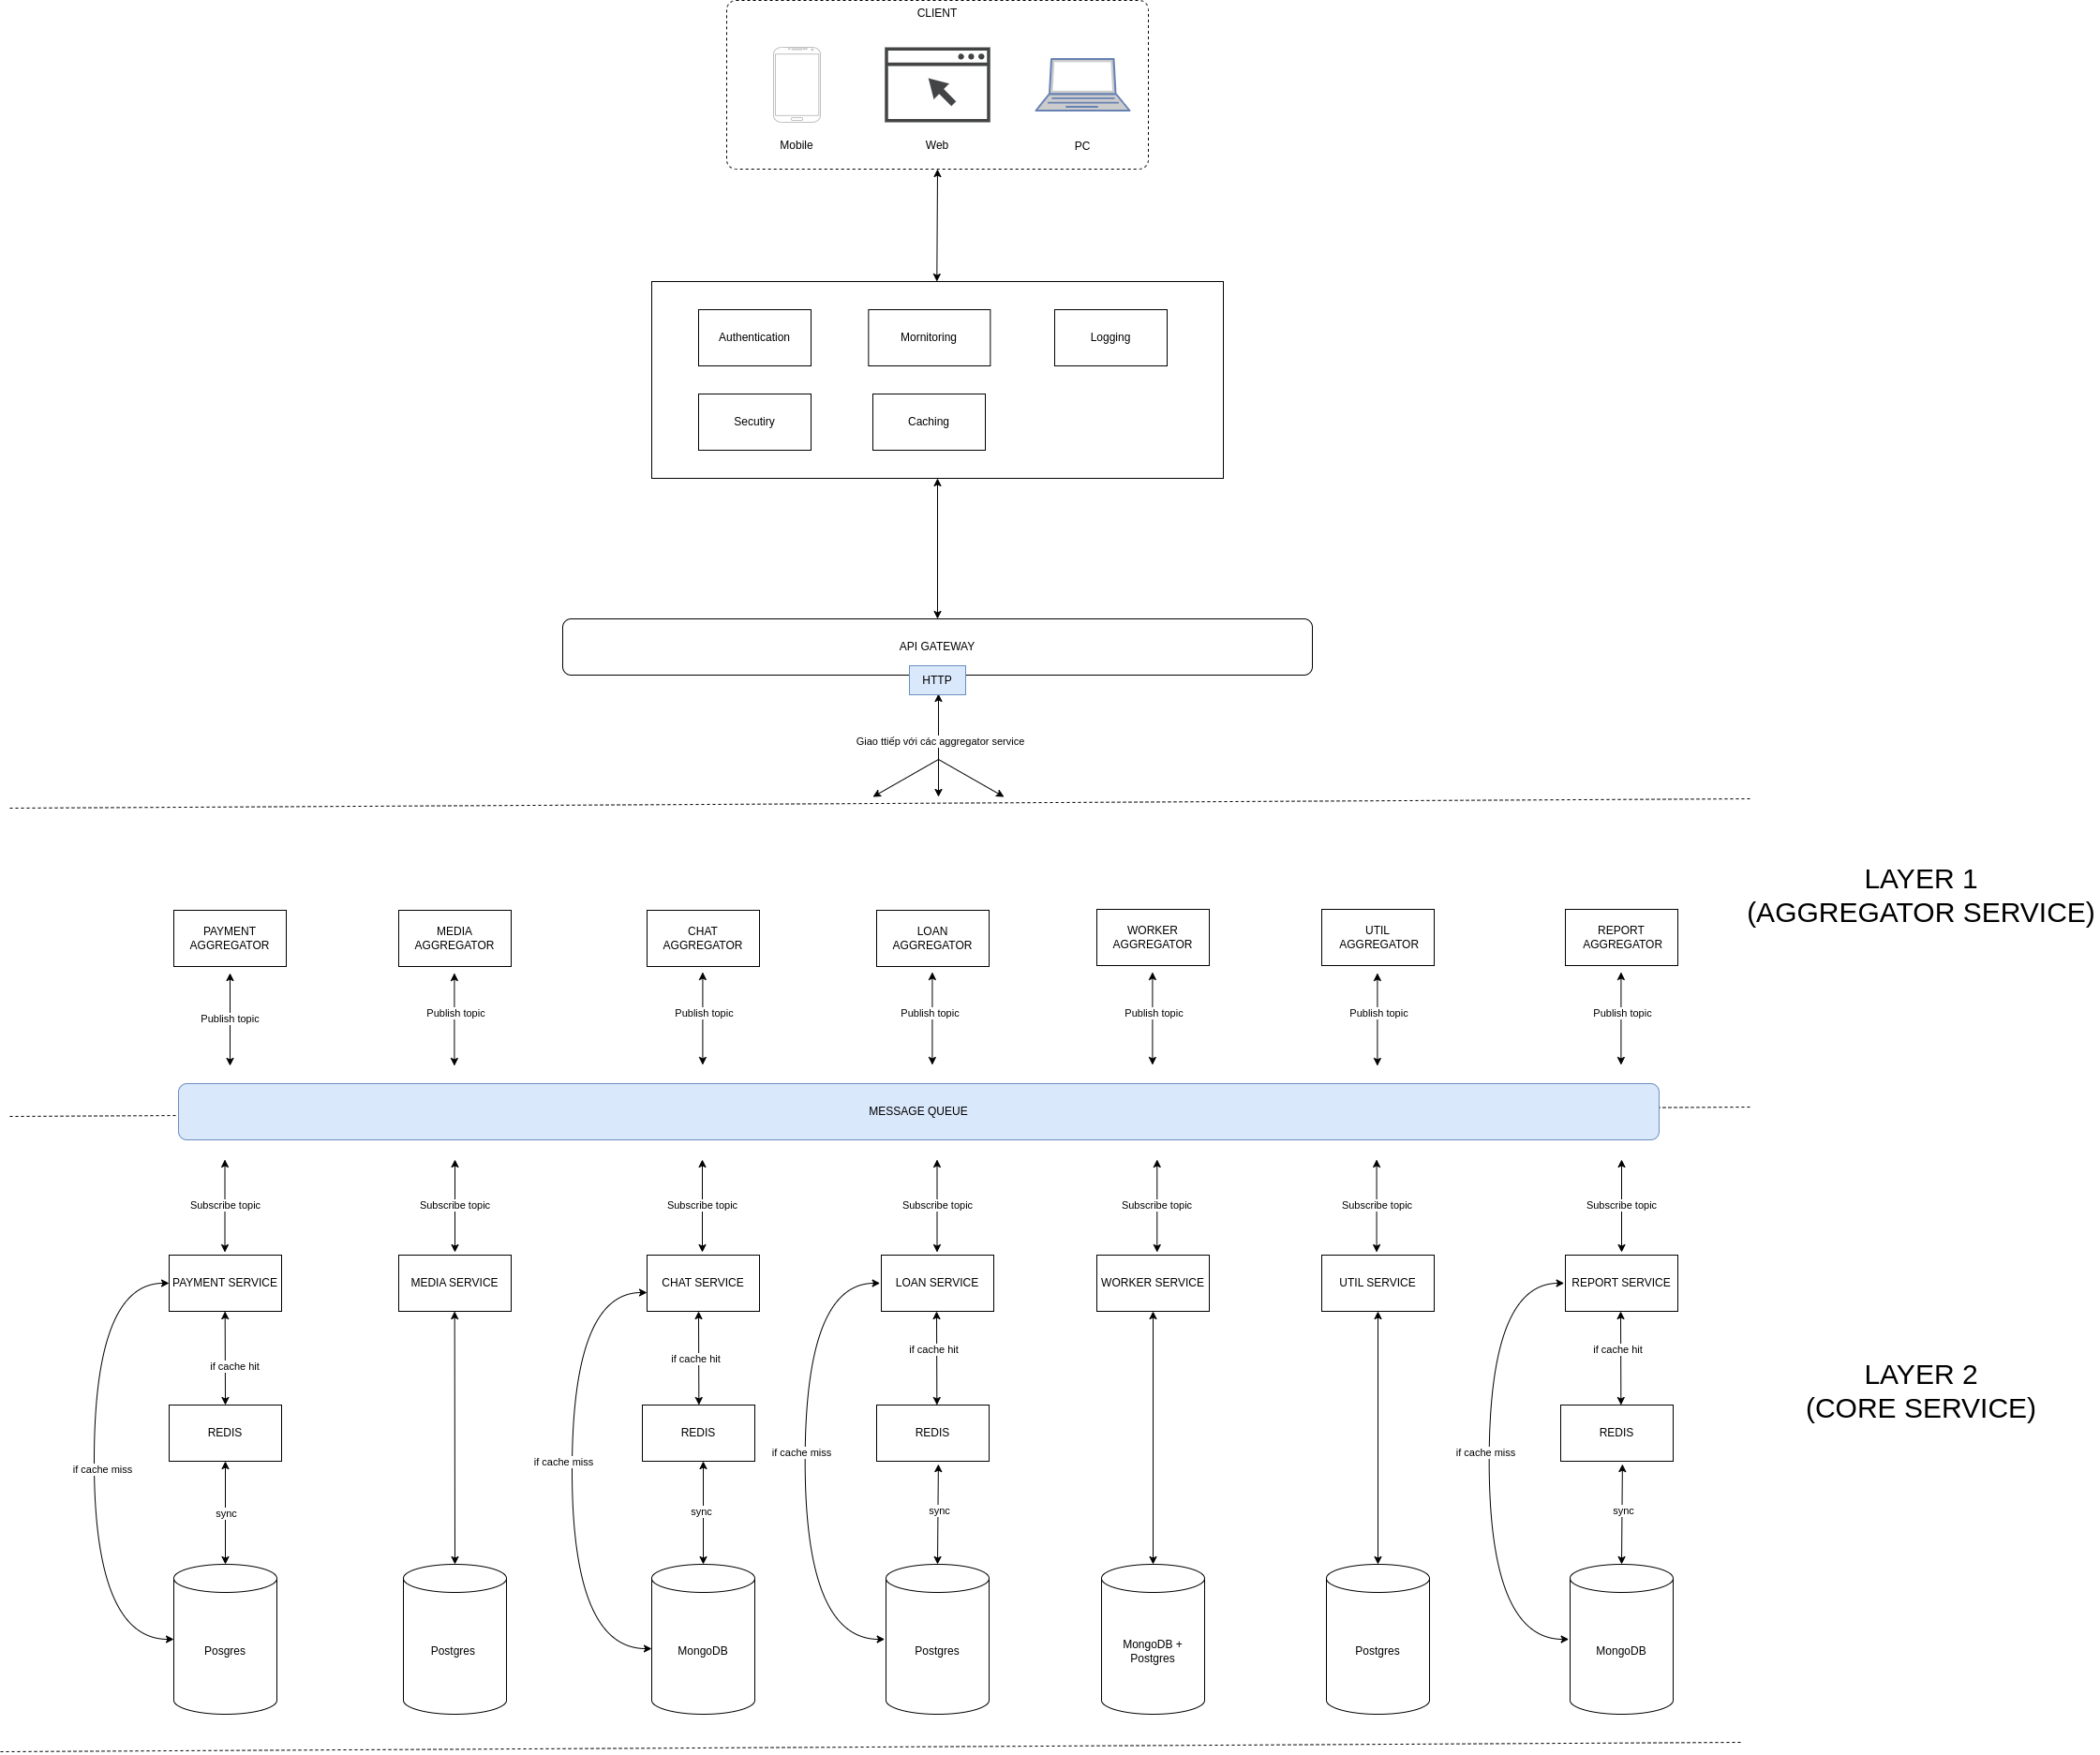 CLIENT
Mobile
Web
PC
Authentication
Mornitoring
Logging
Secutiry
Caching
API GATEWAY
HTTP
Giao ttiếp với các aggregator service
LAYER 1
(AGGREGATOR SERVICE)
PAYMENT
AGGREGATOR
MEDIA
AGGREGATOR
CHAT
AGGREGATOR
LOAN
AGGREGATOR
WORKER
AGGREGATOR
UTIL
AGGREGATOR
REPORT
AGGREGATOR
Publish topic
Publish topic
Publish topic
Publish topic
Publish topic
Publish topic
Publish topic
MESSAGE QUEUE
Subscribe topic
Subscribe topic
Subscribe topic
Subscribe topic
Subscribe topic
Subscribe topic
Subscribe topic
PAYMENT SERVICE
MEDIA SERVICE
CHAT SERVICE
LOAN SERVICE
WORKER SERVICE
UTIL SERVICE
REPORT SERVICE
if cache hit
if cache hit
if cache hit
if cache hit
LAYER 2
(CORE SERVICE)
REDIS
REDIS
REDIS
REDIS
if cache miss
if cache miss
if cache miss
if cache miss
sync
sync
sync
sync
Posgres
Postgres
MongoDB
Postgres
MongoDB +
Postgres
Postgres
MongoDB